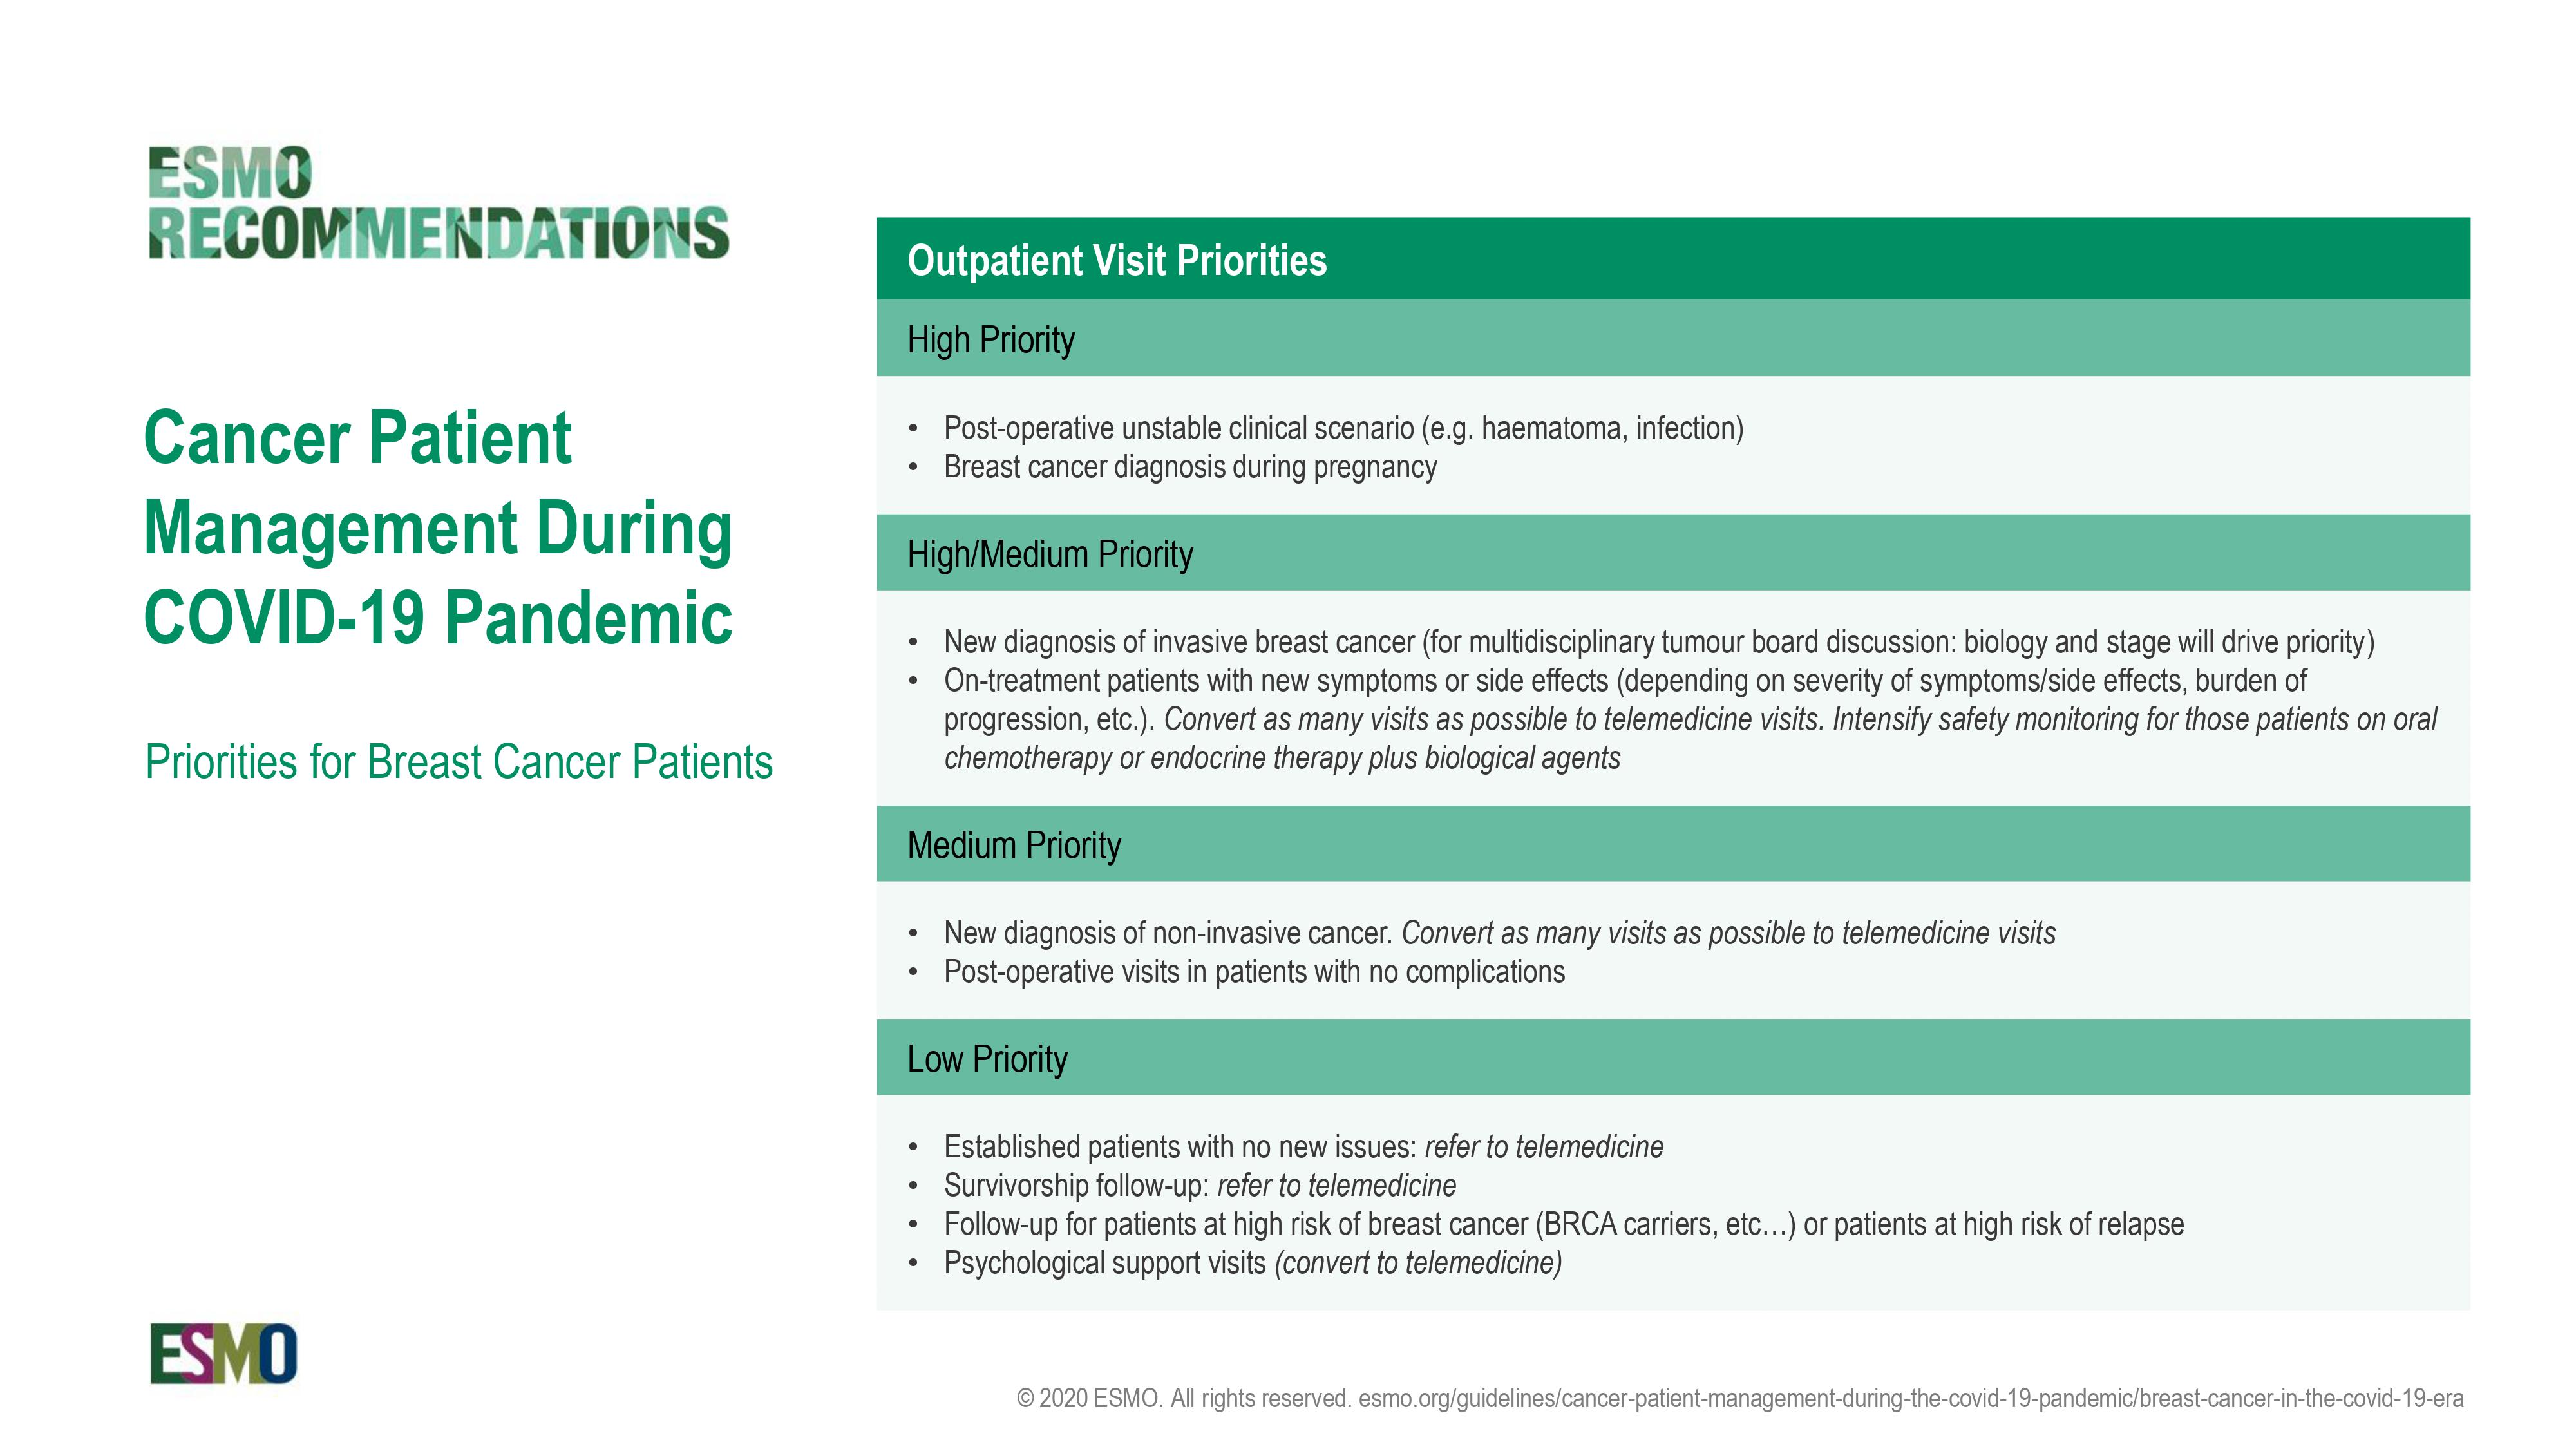 ESMO
RECOMMENDATIONS
Cancer Patient
Management During
COVID-19 Pandemic
Priorities for Breast Cancer Patients
Outpatient Visit Priorities
High Priority
• Post-operative unstable clinical scenario (e.g. haematoma, infection)
• Breast cancer diagnosis during pregnancy
High/Medium Priority
• New diagnosis of invasive breast cancer (for multidisciplinary tumour board discussion: biology and stage will drive priority)
• On-treatment patients with new symptoms or side effects (depending on severity of symptoms/side effects, burden of
progression, etc.). Convert as many visits as possible to telemedicine visits. Intensify safety monitoring for those patients on oral
chemotherapy or endocrine therapy plus biological agents
Medium Priority
• New diagnosis of non-invasive cancer. Convert as many visits as possible to telemedicine visits
• Post-operative visits in patients with no complications
Low Priority
• Established patients with no new issues: refer to telemedicine
• Survivorship follow-up: refer to telemedicine
• Follow-up for patients at high risk of breast cancer (BRCA carriers, etc…) or patients at high risk of relapse
• Psychological support visits (convert to telemedicine)
ESMO
© 2020 ESMO. All rights reserved. esmo.org/guidelines/cancer-patient-management-during-the-covid-19-pandemic/breast-cancer-in-the-covid-19-era